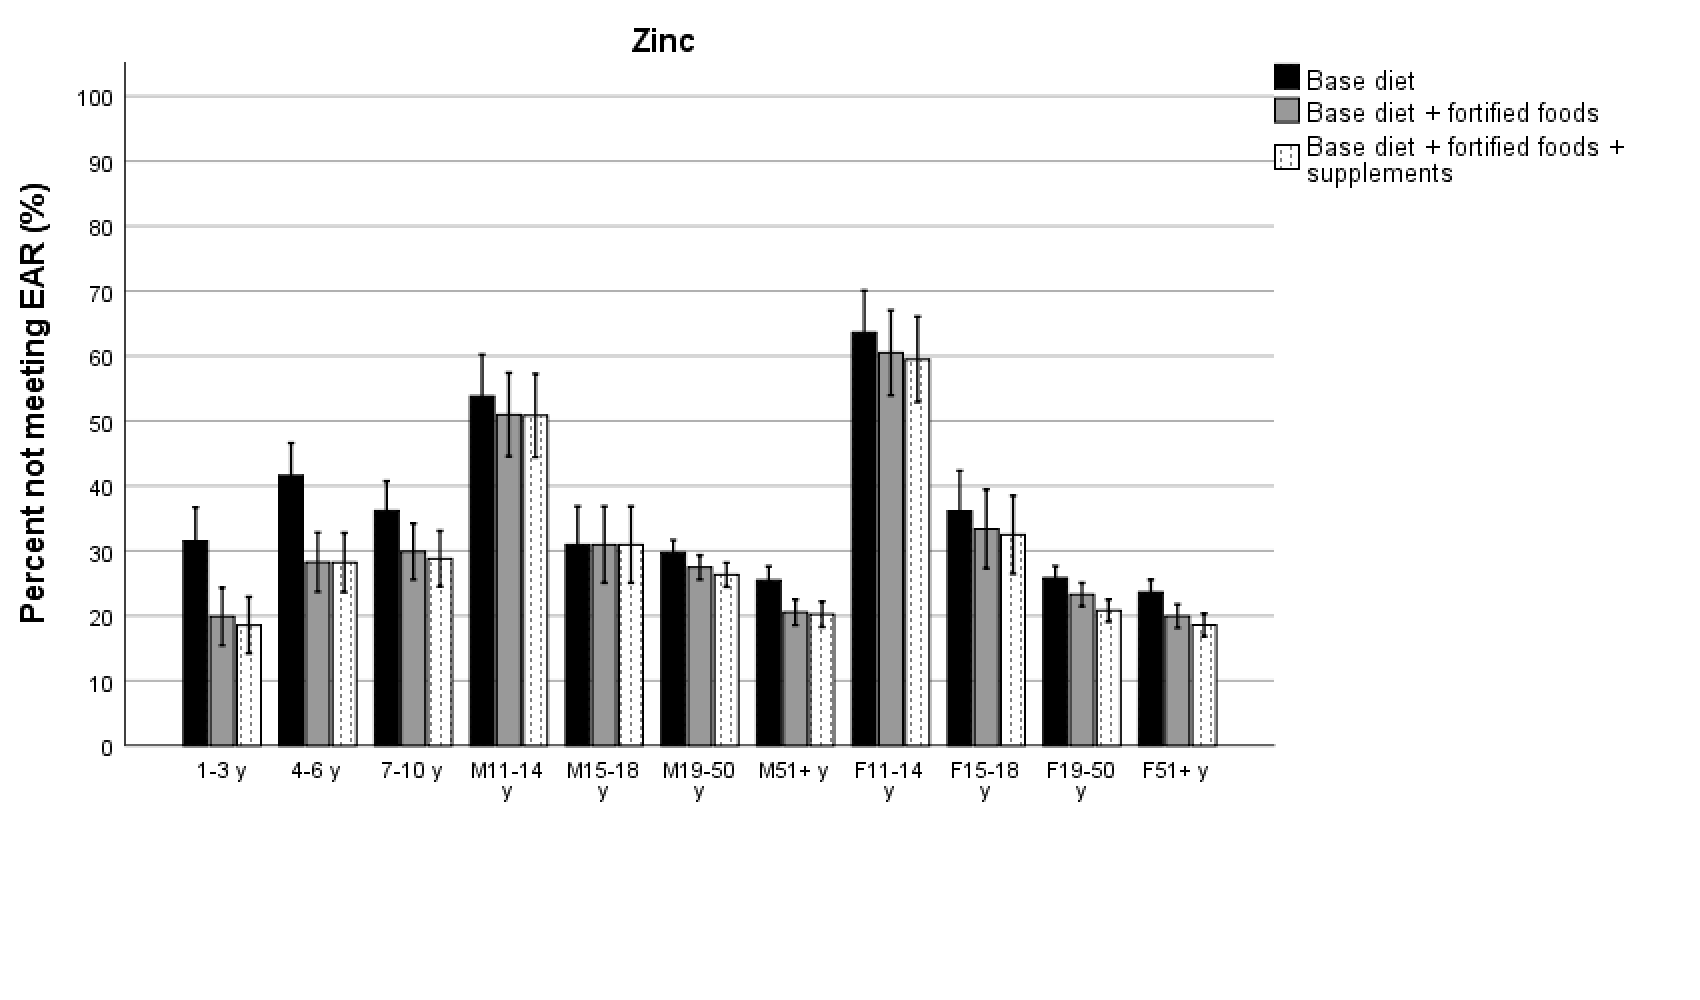 Zinc
Base diet
Base diet + fortified foods
Base diet + fortified foods +
supplements
Percent not meeting EAR (%)
100
90
80
70
60
50
40
30
20
10
0
1-3 y
4-6 y
7-10 y
M11-14
y
M15-18
y
M19-50
y
M51+ y
F11-14
y
F15-18
y
F19-50
y
F51+ y